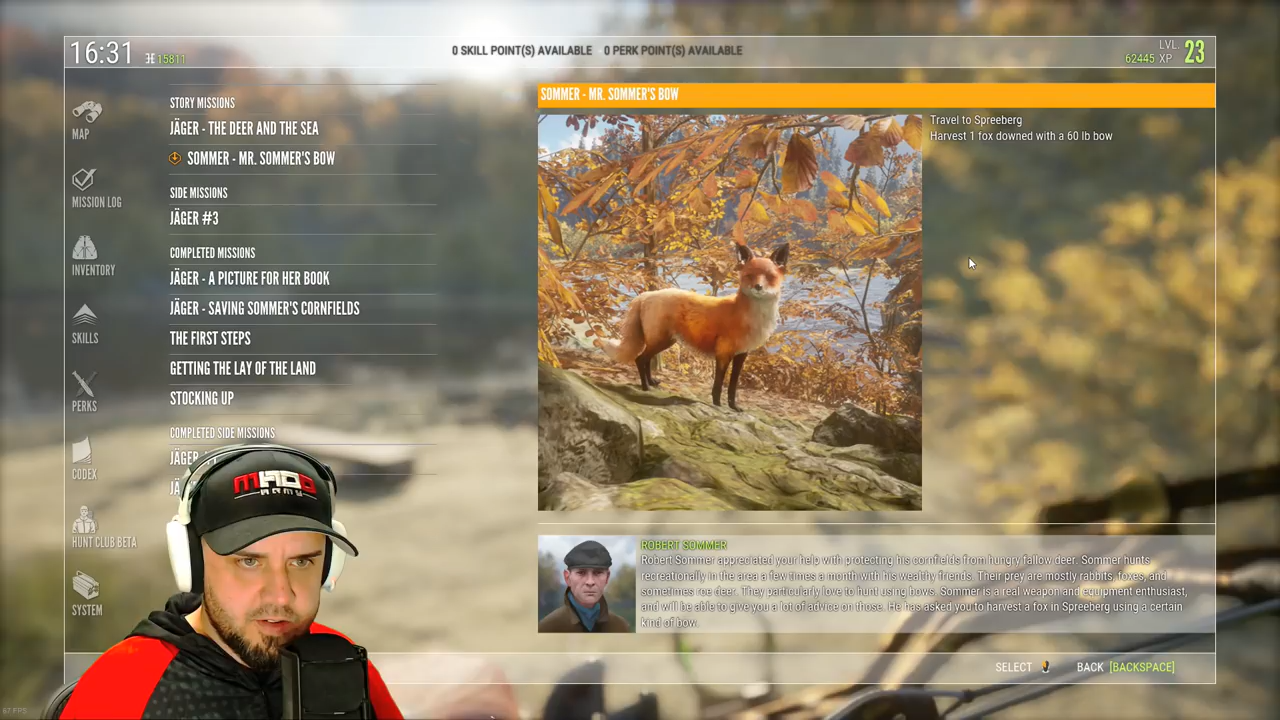 16:31
15811
0 SKILL POINT(S) AVAILABLE 0 PERK POINT(S) AVAILABLE
LVL.
62445 XP
23
MAP
MISSION LOG
INVENTORY
SKILLS
PERKS
CODEX
HUNT CLUB BETA
SYSTEM
STORY MISSIONS
JÄGER - THE DEER AND THE SEA
SOMMER - MR. SOMMER'S BOW
SIDE MISSIONS
JÄGER #3
COMPLETED MISSIONS
JÄGER - A PICTURE FOR HER BOOK
JÄGER - SAVING SOMMER'S CORNFIELDS
THE FIRST STEPS
GETTING THE LAY OF THE LAND
STOCKING UP
COMPLETED SIDE MISSIONS
JÄGER
SOMMER - MR. SOMMER'S BOW
Travel to Spreeberg
Harvest 1 fox downed with a 60 lb bow
ROBERT SOMMER
Robert Sommer appreciated your help with protecting his cornfields from hungry fallow deer. Sommer hunts
recreationally in the area a few times a month with his wealthy friends. Their prey are mostly rabbits, foxes, and
sometimes roe deer. They particularly love to hunt using bows. Sommer is a real weapon and equipment enthusiast,
and will be able to give you a lot of advice on those. He has asked you to harvest a fox in Spreeberg using a certain
kind of bow.
SELECT
BACK [BACKSPACE]
67 FPS